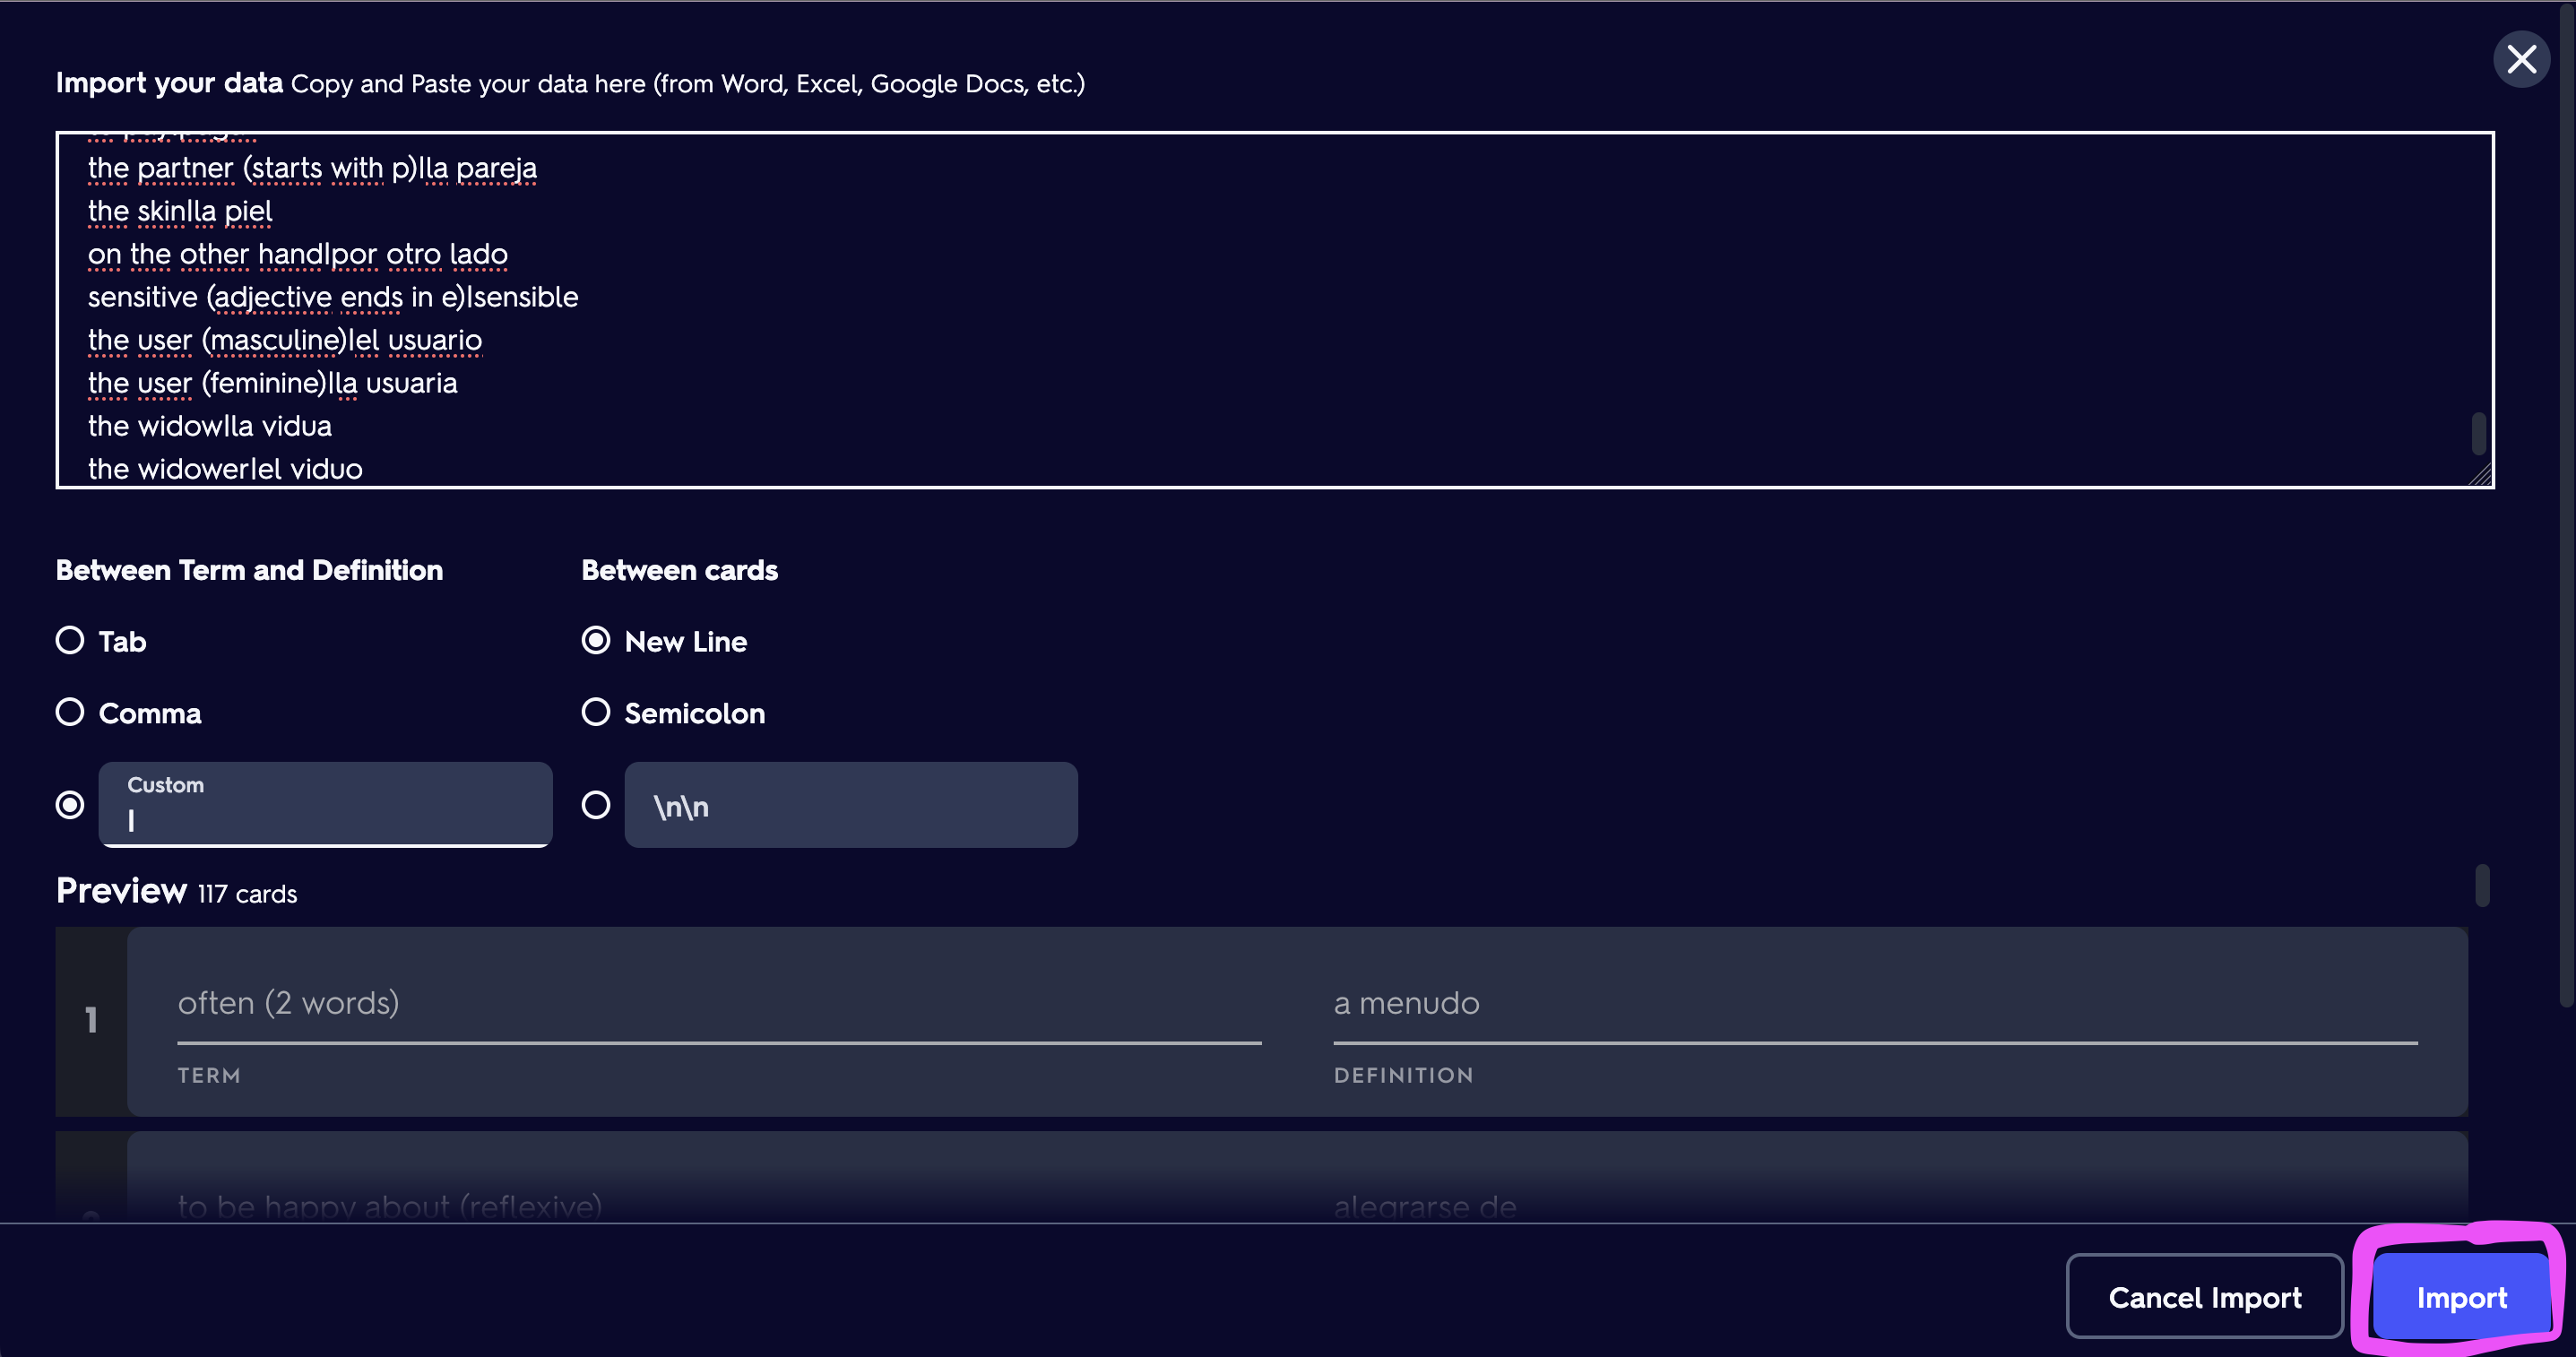 Import your data Copy and Paste your data here (from Word, Excel, Google Docs, etc.)
the partner (starts with p)|la pareja
the skin|la piel
on the other hand|por otro lado
sensitive (adjective ends in e)|sensible
the user (masculine)|el usuario
the user (feminine)|la usuaria
the widow|la vidua
the widower|el viduo
Between Term and Definition
Between cards
Tab
New Line
Comma
Semicolon
Custom
|
\n\n
Preview 117 cards
1
often (2 words)
a menudo
TERM
DEFINITION
to be happy about (reflexive)
alegrarse de
Cancel Import
Import